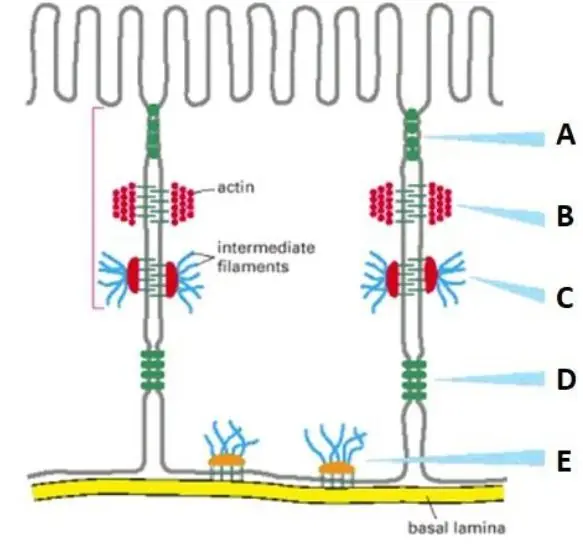 A
actin
B
intermediate
filaments
C
D
E
basal lamina